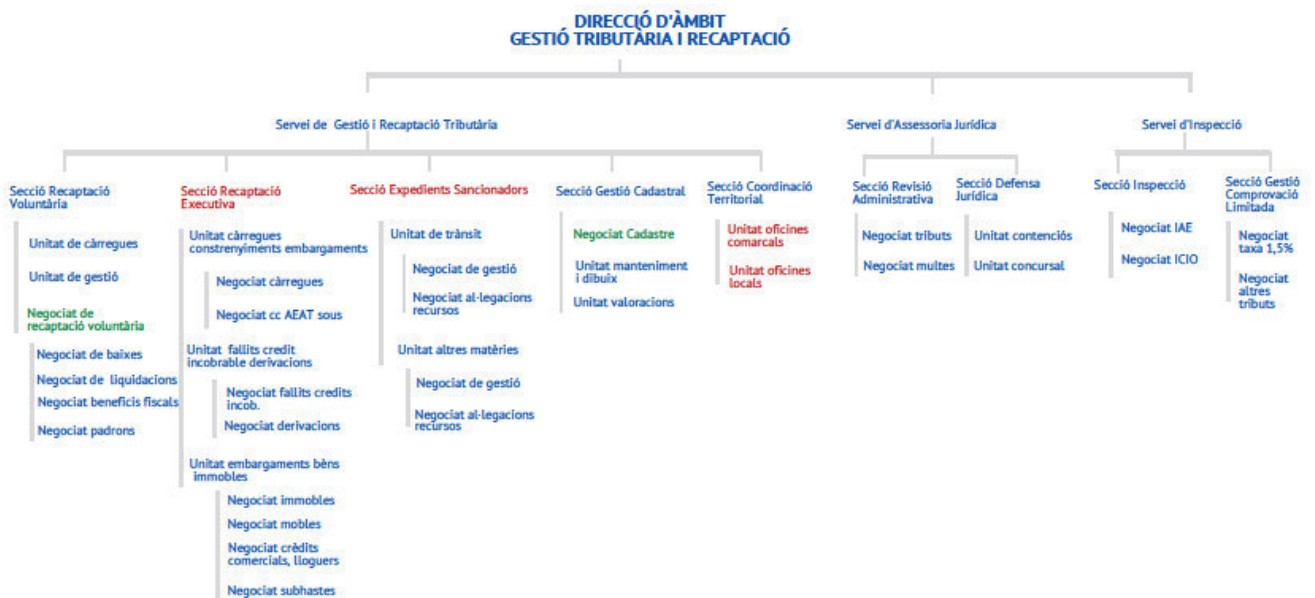 DIRECCIÓ D'ÀMBIT
GESTIÓ TRIBUTÀRIA I RECAPTACIÓ
Servei de Gestió i Recaptació Tributària
Servei d'Assessoria Jurídica
Servei d'Inspecció
Secció Recaptació
Voluntària
Unitat de càrregues
Unitat de gestió
Negociat de
recaptació voluntària
Negociat de baixes
Negociat de liquidacions
Negociat beneficis fiscals
Negociat padrons
Secció Recaptació
Executiva
Unitat càrregues
constrenyiments embargaments
Negociat càrregues
Negociat cc AEAT sous
Unitat fallits credit
incobrable derivacions
Negociat fallits credits
incob.
Negociat derivacions
Unitat embargaments bèns
immobles
Negociat immobles
Negociat mobles
Negociat crèdits
comercials, lloguers
Negociat subhastes
Secció Expedients Sancionadors
Unitat de trànsit
Negociat de gestió
Negociat al·legacions
recursos
Unitat altres matèries
Negociat de gestió
Negociat al·legacions
recursos
Secció Gestió Cadastral
Negociat Cadastre
Unitat manteniment
i dibuix
Unitat valoracions
Secció Coordinació
Territorial
Unitat oficines
comarcals
Unitat oficines
locals
Secció Revisió
Administrativa
Negociat tributs
Negociat multes
Secció Defensa
Jurídica
Unitat contenciós
Unitat concursal
Secció Inspecció
Negociat IAE
Negociat ICIO
Secció Gestió
Comprovació
Limitada
Negociat
taxa 1,5%
Negociat
altres
tributs